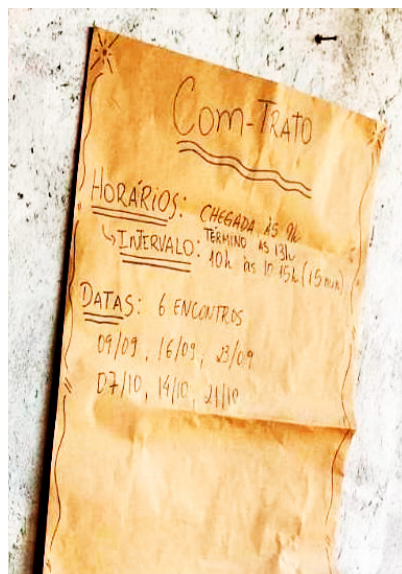 COM-TRATO
HORÁRIOS: CHEGADA ÀS 9h
TÉRMINO ÀS 13h
↳ INTERVALO: 10h às 10:15h (15 min)
DATAS: 6 ENCONTROS
09/09, 16/09, 23/09
07/10, 14/10, 21/10